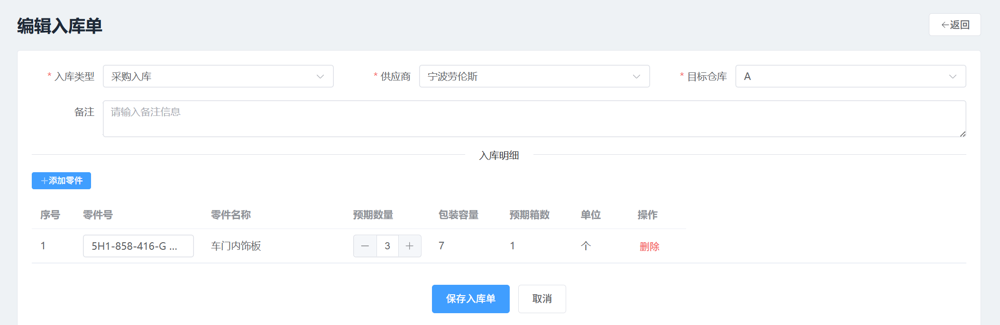 编辑入库单
←返回
* 入库类型 采购入库 * 供应商 宁波劳伦斯 * 目标仓库 A
备注 请输入备注信息
入库明细
+添加零件
序号 零件号 零件名称 预期数量 包装容量 预期箱数 单位 操作
1 5H1-858-416-G ... 车门内饰板 — 3 + 7 1 个 删除
保存入库单 取消